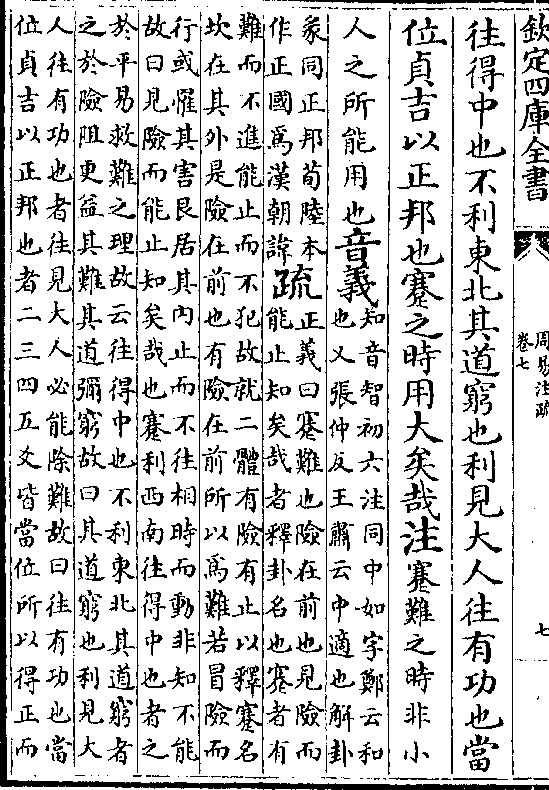 欽定四庫全書
周易注疏
卷七
七
往得中也不利東北其道窮也利見大人往有功也當
位貞吉以正邦也蹇之時用大矣哉注蹇難之時非小
人之所能用也音義
知音智初六注同中如字鄭云和
也又張仲反王肅云中適也解卦
彖同正邦荀陸本
作正國爲漢朝諱
疏
正義曰蹇難也險在前也見險而
能止知矣哉者釋卦名也蹇者有
難而不進能止而不犯故就二體有險有止以釋蹇名
坎在其外是險在前也有險在前所以爲難若冒險而
行或罹其害艮居其內止而不往相時而動非知不能
故曰見險而能止知矣哉也蹇利西南往得中也者之
於平易救難之理故云往得中也不利東北其道窮者
之於險阻更益其難其道彌窮故曰其道窮也利見大
人往有功也者往見大人必能除難故曰往有功也當
位貞吉以正邦也者二三四五爻皆當位所以得正而